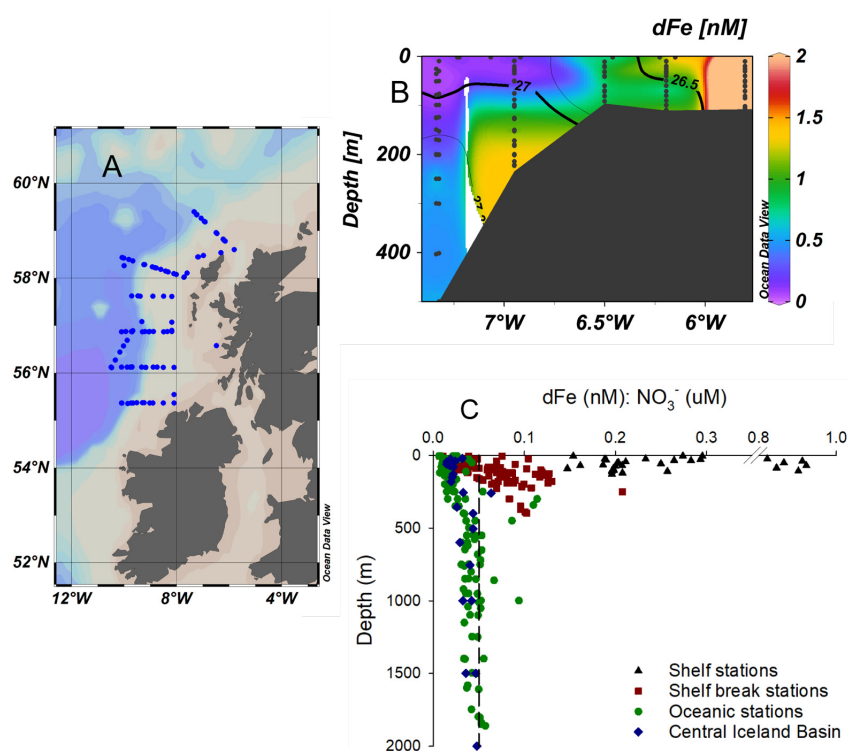 A
60°N
58°N
56°N
54°N
52°N
12°W
8°W
4°W
Ocean Data View
dFe [nM]
B
0
200
400
Depth [m]
27
26.5
7°W
6.5°W
6°W
Ocean Data View
2
1.5
1
0.5
0
C
dFe (nM): NO₃⁻ (uM)
0.0 0.1 0.2 0.3 0.8 1.0
0
500
1000
1500
2000
Depth (m)
Shelf stations
Shelf break stations
Oceanic stations
Central Iceland Basin